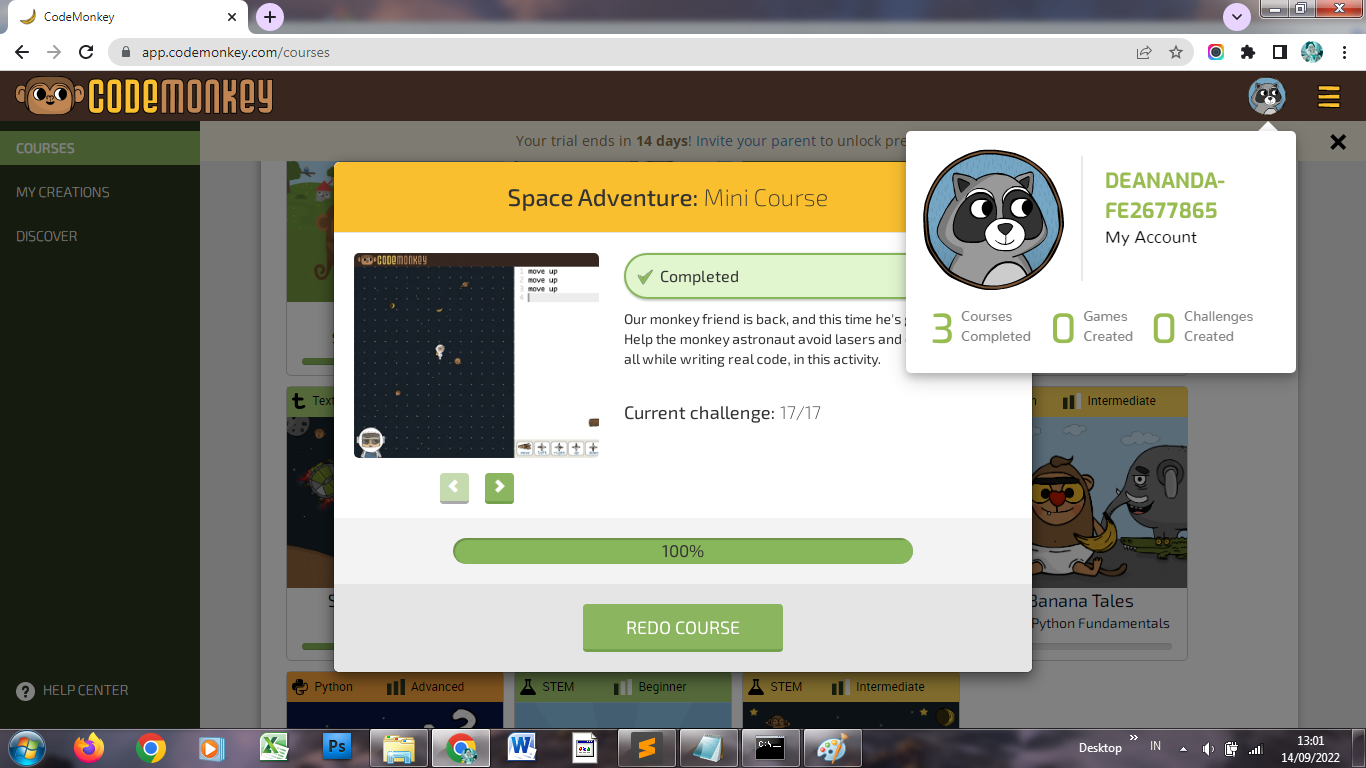 CodeMonkey
app.codemonkey.com/courses
CODEMONKEY
COURSES
MY CREATIONS
DISCOVER
HELP CENTER
Your trial ends in 14 days! Invite your parent to unlock pre
Space Adventure: Mini Course
CODEMONKEY
1 move up
2 move up
3 move up
4
Completed
Our monkey friend is back, and this time he's
Help the monkey astronaut avoid lasers and
all while writing real code, in this activity.
Current challenge: 17/17
100%
REDO COURSE
DEANANDA-
FE2677865
My Account
3 Courses Completed
0 Games Created
0 Challenges Created
Text
Intermediate
Banana Tales
Python Fundamentals
Python Advanced
STEM Beginner
STEM Intermediate
Ps
Desktop
IN
13:01
14/09/2022